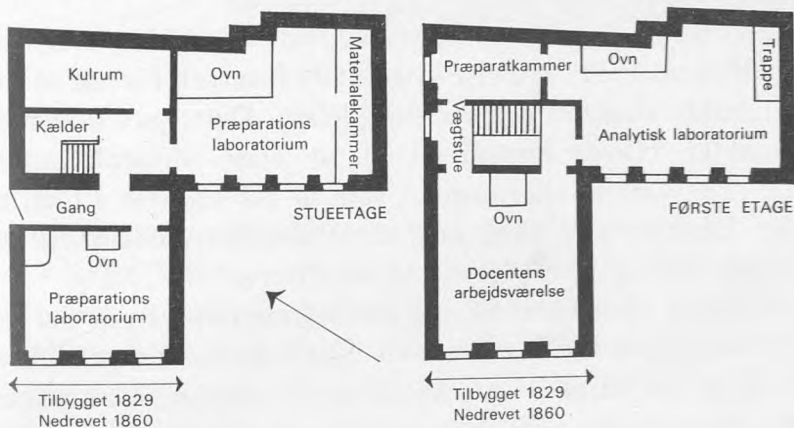 Kulrum
Ovn
Materialekammer
Kælder
Præparations
laboratorium
Gang
STUEETAGE
Ovn
Præparations
laboratorium
Tilbygget 1829
Nedrevet 1860
Præparatkammer
Ovn
Trappe
Vægtstue
Analytisk laboratorium
Ovn
FØRSTE ETAGE
Docentens
arbejdsværelse
Tilbygget 1829
Nedrevet 1860